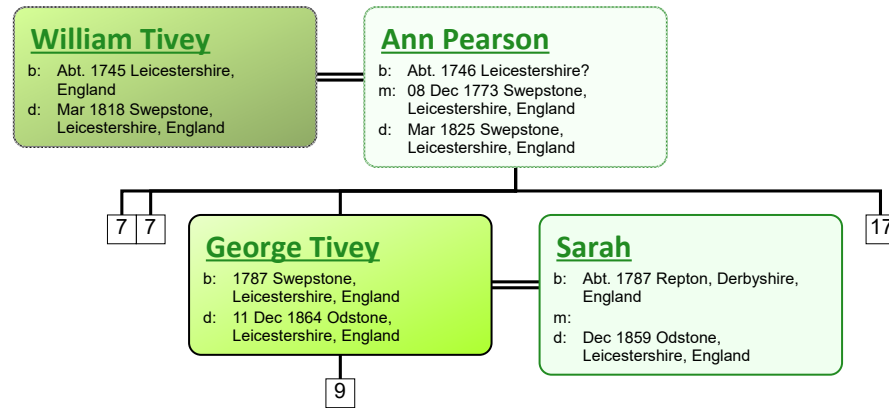 William Tivey
b: Abt. 1745 Leicestershire,
England
d: Mar 1818 Swepstone,
Leicestershire, England
Ann Pearson
b: Abt. 1746 Leicestershire?
m: 08 Dec 1773 Swepstone,
Leicestershire, England
d: Mar 1825 Swepstone,
Leicestershire, England
7 7 17
George Tivey
b: 1787 Swepstone,
Leicestershire, England
d: 11 Dec 1864 Odstone,
Leicestershire, England
Sarah
b: Abt. 1787 Repton, Derbyshire,
England
m:
d: Dec 1859 Odstone,
Leicestershire, England
9